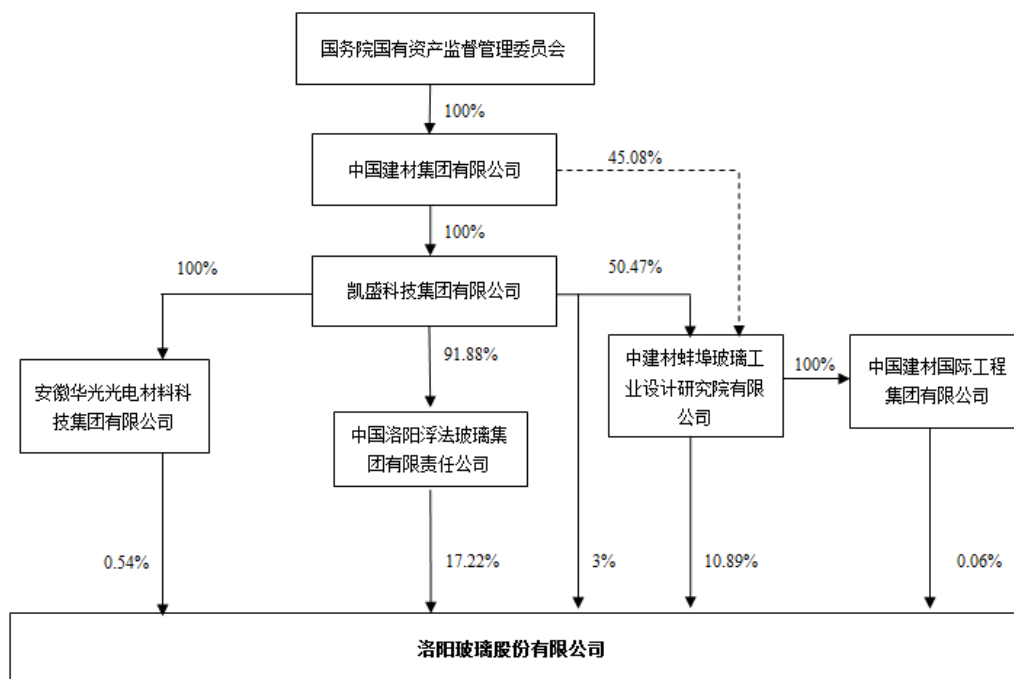 国务院国有资产监督管理委员会
100%
中国建材集团有限公司
45.08%
100%
100%
凯盛科技集团有限公司
50.47%
91.88%
安徽华光光电材料科
技集团有限公司
中国洛阳浮法玻璃集
团有限责任公司
中建材蚌埠玻璃工
业设计研究院有限
公司
100%
中国建材国际工程
集团有限公司
0.54%
17.22%
3%
10.89%
0.06%
洛阳玻璃股份有限公司